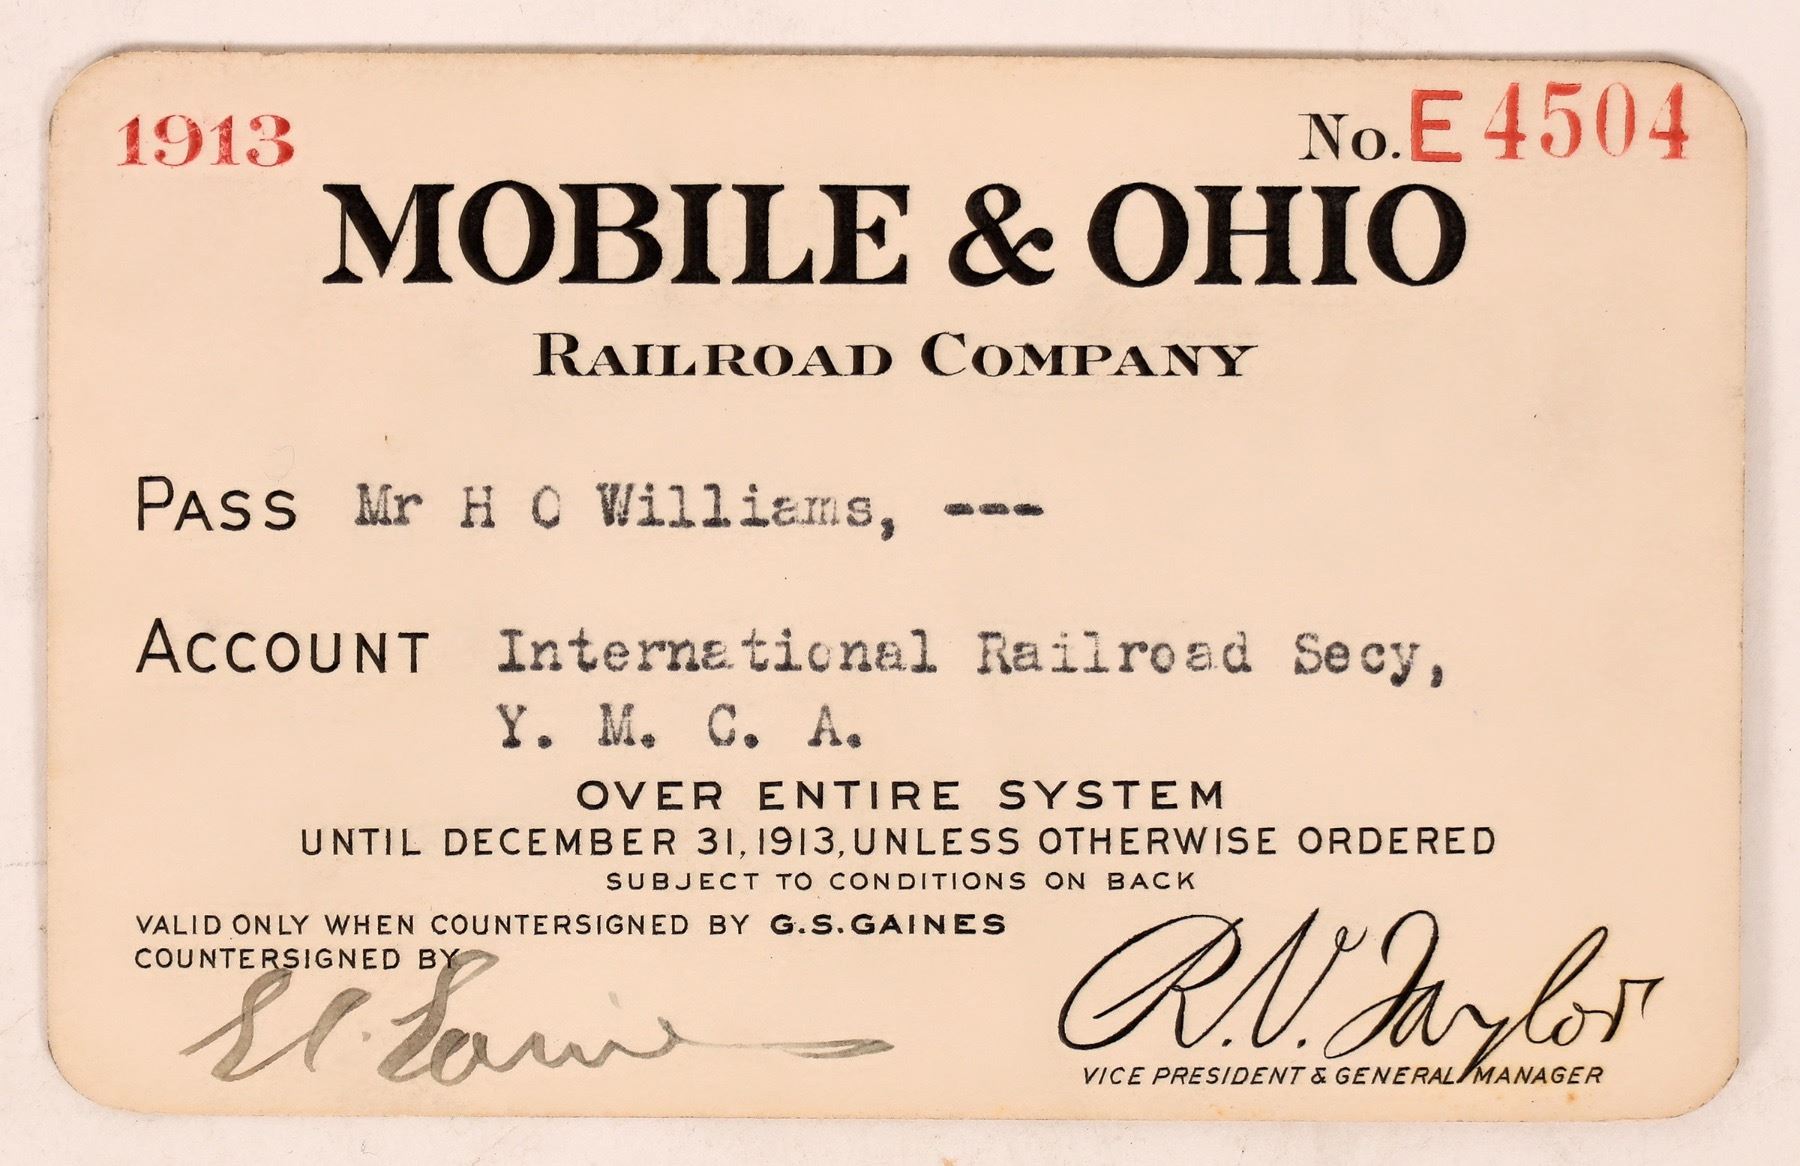 1913 No. E 4504
MOBILE & OHIO
RAILROAD COMPANY
PASS Mr H O Williams, ---
ACCOUNT International Railroad Secy,
Y. M. C. A.
OVER ENTIRE SYSTEM
UNTIL DECEMBER 31, 1913, UNLESS OTHERWISE ORDERED
SUBJECT TO CONDITIONS ON BACK
VALID ONLY WHEN COUNTERSIGNED BY G.S.GAINES
COUNTERSIGNED BY
R.V. Taylor
VICE PRESIDENT & GENERAL MANAGER